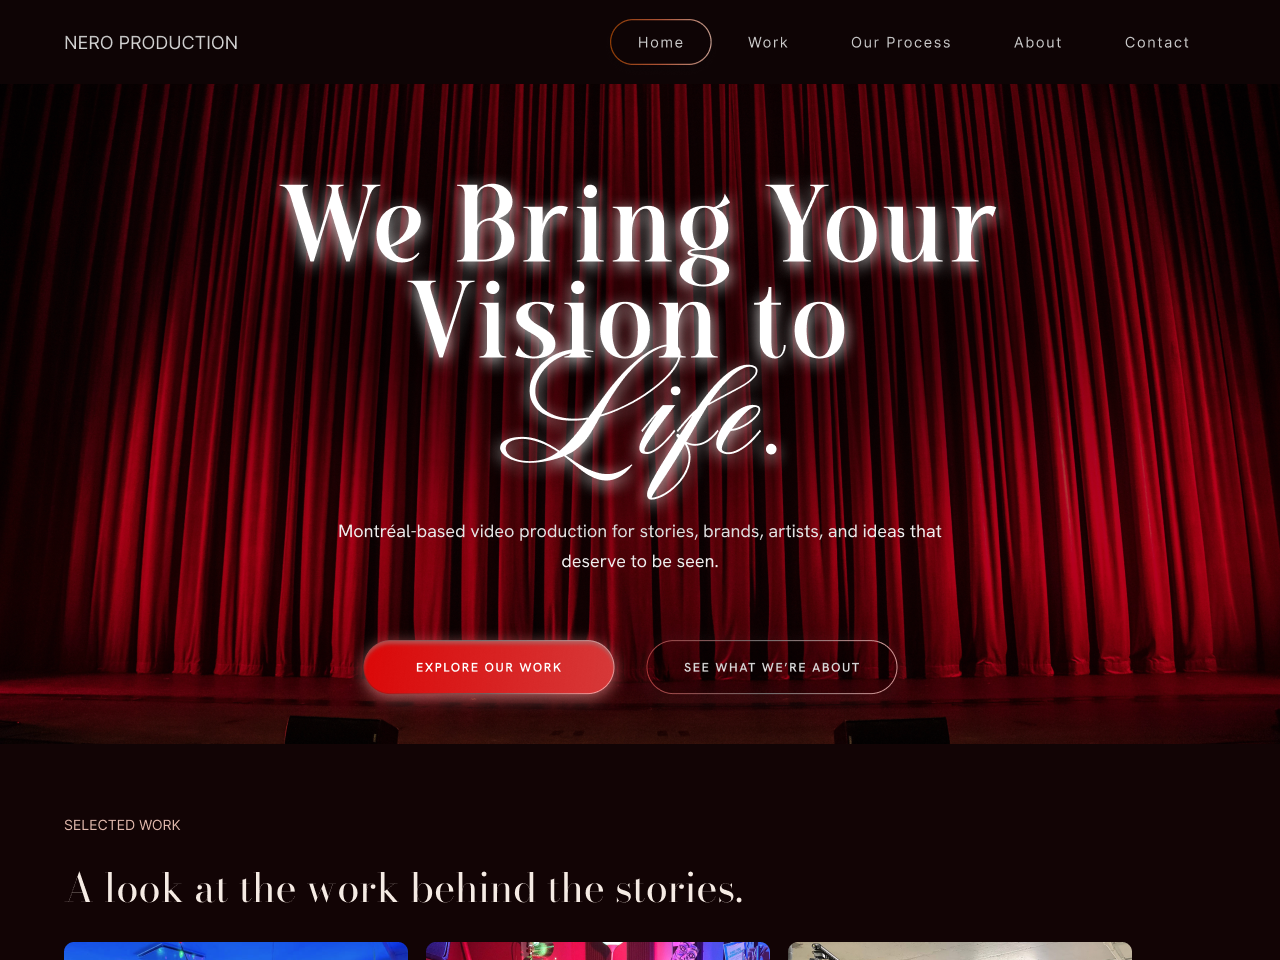 NERO PRODUCTION
Home
Work
Our Process
About
Contact
We Bring Your
Vision to
Life.
Montréal-based video production for stories, brands, artists, and ideas that
deserve to be seen.
EXPLORE OUR WORK
SEE WHAT WE’RE ABOUT
SELECTED WORK
A look at the work behind the stories.